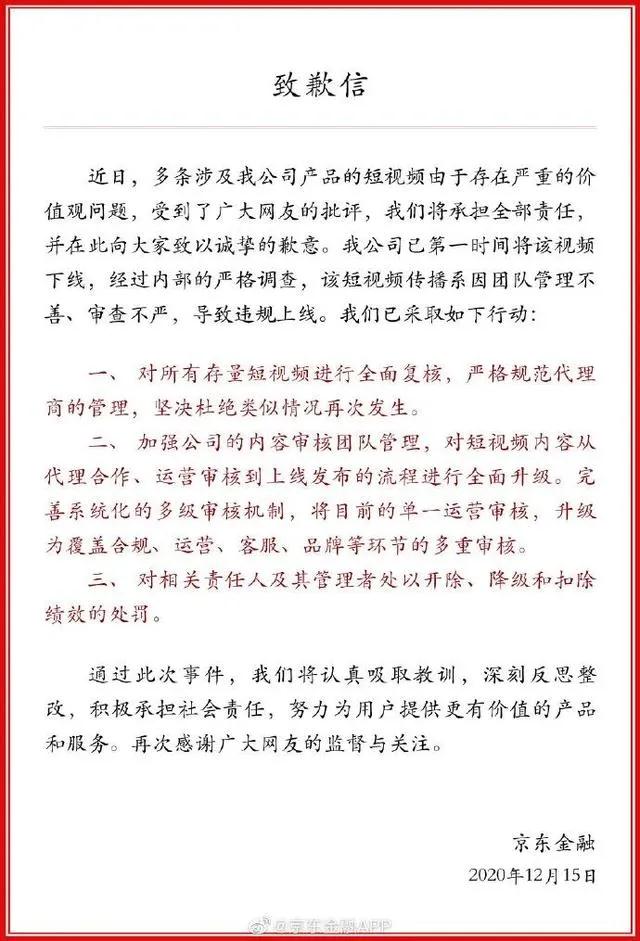 致歉信
近日，多条涉及我公司产品的短视频由于存在严重的价
值观问题，受到了广大网友的批评，我们将承担全部责任，
并在此向大家致以诚挚的歉意。我公司已第一时间将该视频
下线，经过内部的严格调查，该短视频传播系因团队管理不
善、审查不严，导致违规上线。我们已采取如下行动：
一、 对所有存量短视频进行全面复核，严格规范代理
商的管理，坚决杜绝类似情况再次发生。
二、 加强公司的内容审核团队管理，对短视频内容从
代理合作、运营审核到上线发布的流程进行全面升级。完
善系统化的多级审核机制，将目前的单一运营审核，升级
为覆盖合规、运营、客服、品牌等环节的多重审核。
三、 对相关责任人及其管理者处以开除、降级和扣除
绩效的处罚。
通过此次事件，我们将认真吸取教训，深刻反思整
改，积极承担社会责任，努力为用户提供更有价值的产品
和服务。再次感谢广大网友的监督与关注。
京东金融
2020年12月15日
@京东金融APP